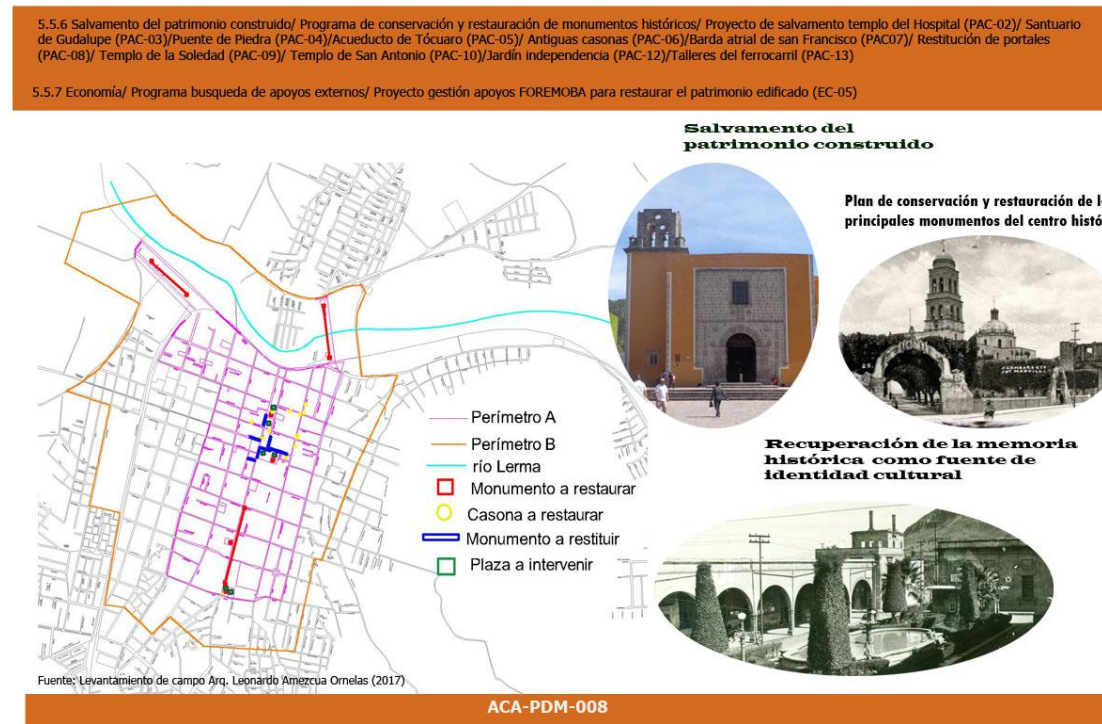 5.5.6 Salvamento del patrimonio construido/ Programa de conservación y restauración de monumentos históricos/ Proyecto de salvamento templo del Hospital (PAC-02)/ Santuario
de Gudalupe (PAC-03)/Puente de Piedra (PAC-04)/Acueducto de Tócuaro (PAC-05)/ Antiguas casonas (PAC-06)/Barda atrial de san Francisco (PAC07)/ Restitución de portales
(PAC-08)/ Templo de la Soledad (PAC-09)/ Templo de San Antonio (PAC-10)/Jardín independencia (PAC-12)/Talleres del ferrocarril (PAC-13)
5.5.7 Economía/ Programa busqueda de apoyos externos/ Proyecto gestión apoyos FOREMOBA para restaurar el patrimonio edificado (EC-05)
Salvamento del
patrimonio construido
Plan de conservación y restauración de l
principales monumentos del centro histó
Perímetro A
Perímetro B
río Lerma
Monumento a restaurar
Casona a restaurar
Monumento a restituir
Plaza a intervenir
Recuperación de la memoria
histórica como fuente de
identidad cultural
Fuente: Levantamiento de campo Arq. Leonardo Amezcua Ornelas (2017)
ACA-PDM-008